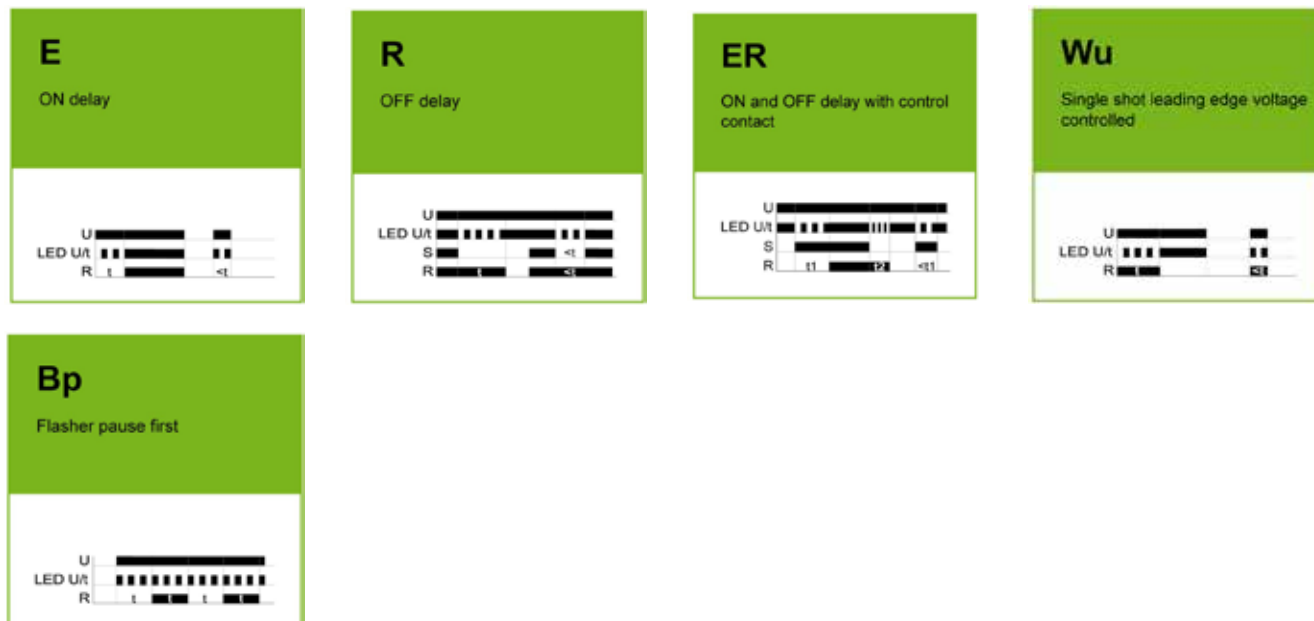 E
ON delay
U
LED U/t
R
t
<t
R
OFF delay
U
LED U/t
<t
S
R
t
<t
ER
ON and OFF delay with control
contact
U
LED U/t
S
R
t1
t2
<t1
Wu
Single shot leading edge voltage
controlled
U
LED U/t
R
t
<t
Bp
Flasher pause first
U
LED U/t
R
t
t
t
t